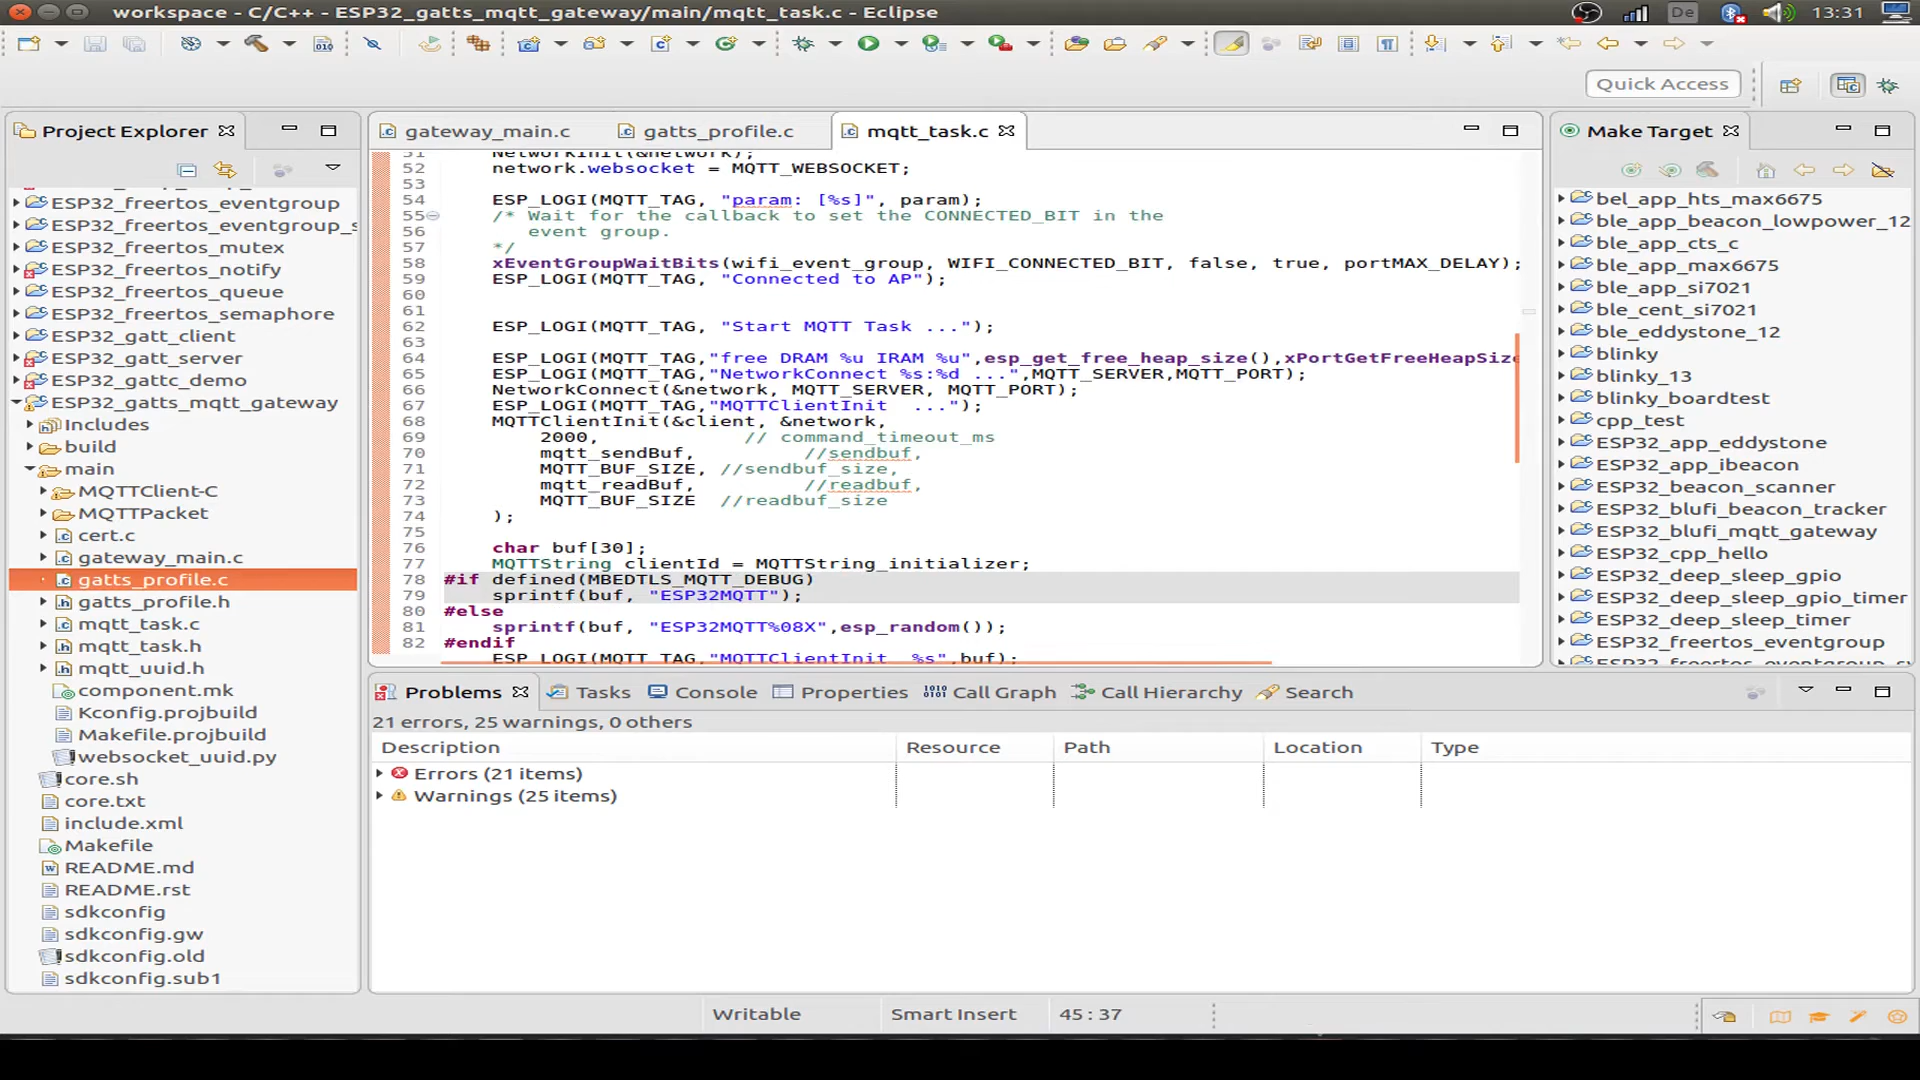 workspace - C/C++ - ESP32_gatts_mqtt_gateway/main/mqtt_task.c - Eclipse
De
13:31
Quick Access
Project Explorer
ESP32_freertos_eventgroup
ESP32_freertos_eventgroup_s
ESP32_freertos_mutex
ESP32_freertos_notify
ESP32_freertos_queue
ESP32_freertos_semaphore
ESP32_gatt_client
ESP32_gatt_server
ESP32_gattc_demo
ESP32_gatts_mqtt_gateway
Includes
build
main
MQTTClient-C
MQTTPacket
cert.c
gateway_main.c
gatts_profile.c
gatts_profile.h
mqtt_task.c
mqtt_task.h
mqtt_uuid.h
component.mk
Kconfig.projbuild
Makefile.projbuild
websocket_uuid.py
core.sh
core.txt
include.xml
Makefile
README.md
README.rst
sdkconfig
sdkconfig.gw
sdkconfig.old
sdkconfig.sub1
gateway_main.c
gatts_profile.c
mqtt_task.c
51 NetworkInit(&network);
52 network.websocket = MQTT_WEBSOCKET;
53
54 ESP_LOGI(MQTT_TAG, "param: [%s]", param);
55 /* Wait for the callback to set the CONNECTED_BIT in the
56 event group.
57 */
58 xEventGroupWaitBits(wifi_event_group, WIFI_CONNECTED_BIT, false, true, portMAX_DELAY);
59 ESP_LOGI(MQTT_TAG, "Connected to AP");
60
61
62 ESP_LOGI(MQTT_TAG, "Start MQTT Task ...");
63
64 ESP_LOGI(MQTT_TAG,"free DRAM %u IRAM %u",esp_get_free_heap_size(),xPortGetFreeHeapSize
65 ESP_LOGI(MQTT_TAG,"NetworkConnect %s:%d ...",MQTT_SERVER,MQTT_PORT);
66 NetworkConnect(&network, MQTT_SERVER, MQTT_PORT);
67 ESP_LOGI(MQTT_TAG,"MQTTClientInit  ...");
68 MQTTClientInit(&client, &network,
69 2000, // command_timeout_ms
70 mqtt_sendBuf, //sendbuf,
71 MQTT_BUF_SIZE, //sendbuf_size,
72 mqtt_readBuf, //readbuf,
73 MQTT_BUF_SIZE //readbuf_size
74 );
75
76 char buf[30];
77 MQTTString clientId = MQTTString_initializer;
78 #if defined(MBEDTLS_MQTT_DEBUG)
79 sprintf(buf, "ESP32MQTT");
80 #else
81 sprintf(buf, "ESP32MQTT%08X",esp_random());
82 #endif
ESP_LOGI(MQTT_TAG,"MQTTClientInit  %s",buf);
Make Target
bel_app_hts_max6675
ble_app_beacon_lowpower_12
ble_app_cts_c
ble_app_max6675
ble_app_si7021
ble_cent_si7021
ble_eddystone_12
blinky
blinky_13
blinky_boardtest
cpp_test
ESP32_app_eddystone
ESP32_app_ibeacon
ESP32_beacon_scanner
ESP32_blufi_beacon_tracker
ESP32_blufi_mqtt_gateway
ESP32_cpp_hello
ESP32_deep_sleep_gpio
ESP32_deep_sleep_gpio_timer
ESP32_deep_sleep_timer
ESP32_freertos_eventgroup
Problems
Tasks
Console
Properties
Call Graph
Call Hierarchy
Search
21 errors, 25 warnings, 0 others
Description Resource Path Location Type
Errors (21 items)
Warnings (25 items)
Writable
Smart Insert
45 : 37